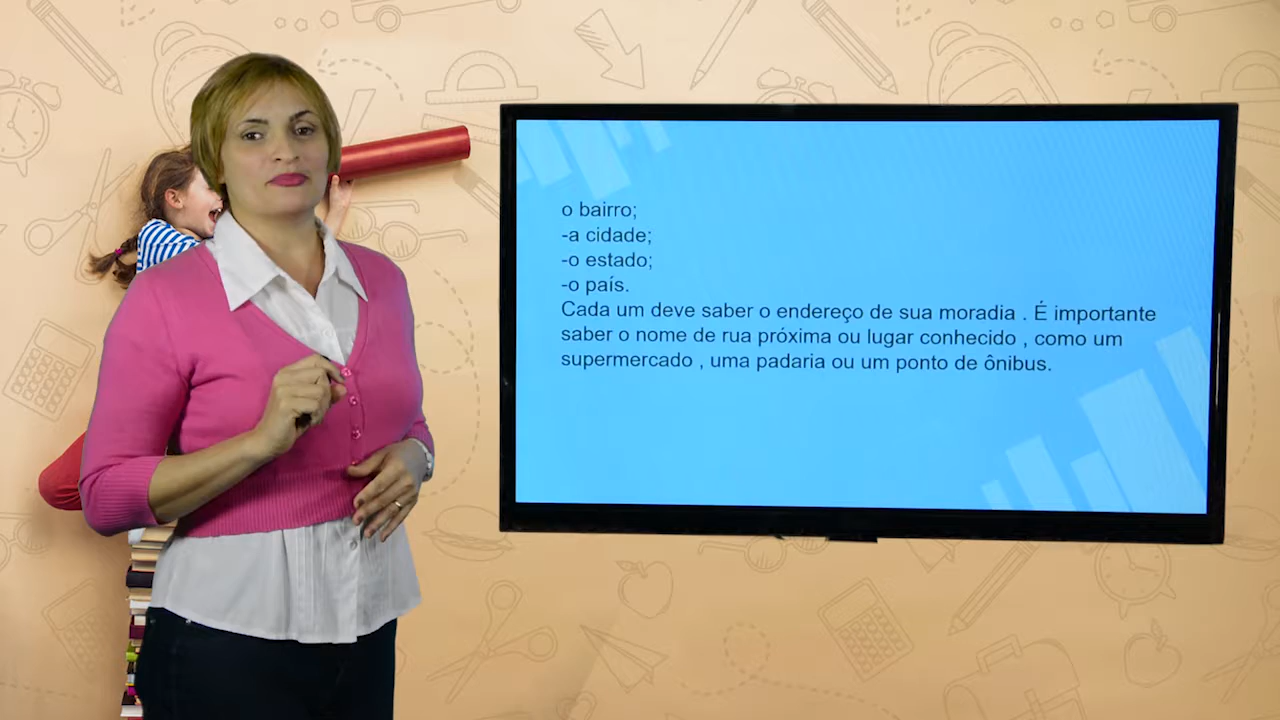 o bairro;
-a cidade;
-o estado;
-o país.
Cada um deve saber o endereço de sua moradia . É importante
saber o nome de rua próxima ou lugar conhecido , como um
supermercado , uma padaria ou um ponto de ônibus.